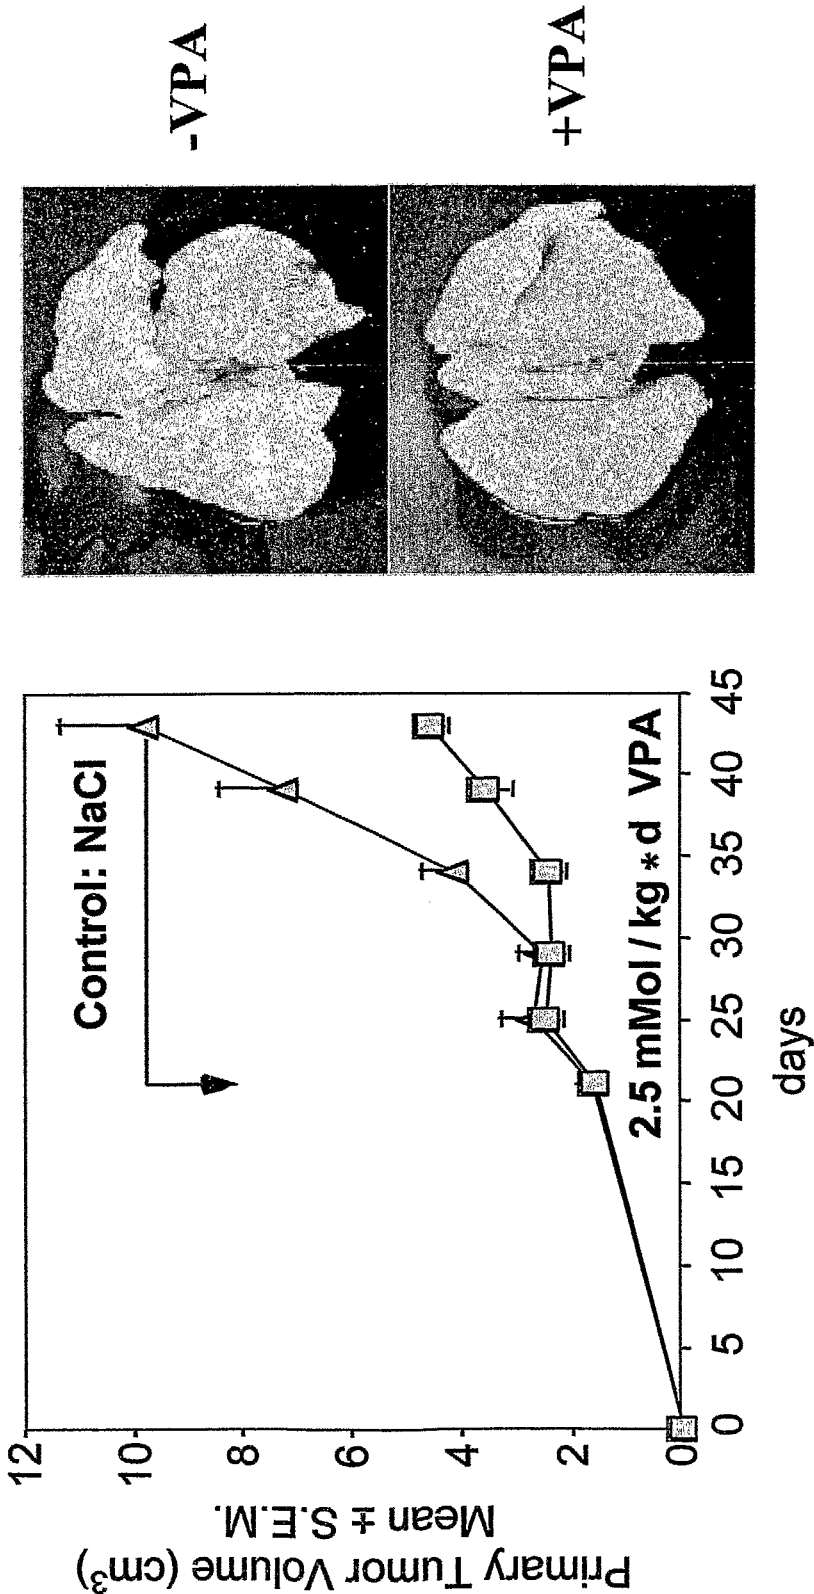 Primary Tumor Volume (cm³)
Mean ± S.E.M.
12
10
8
6
4
2
0
0 5 10 15 20 25 30 35 40 45
days
Control: NaCl
2.5 mMol / kg * d VPA
-VPA
+VPA